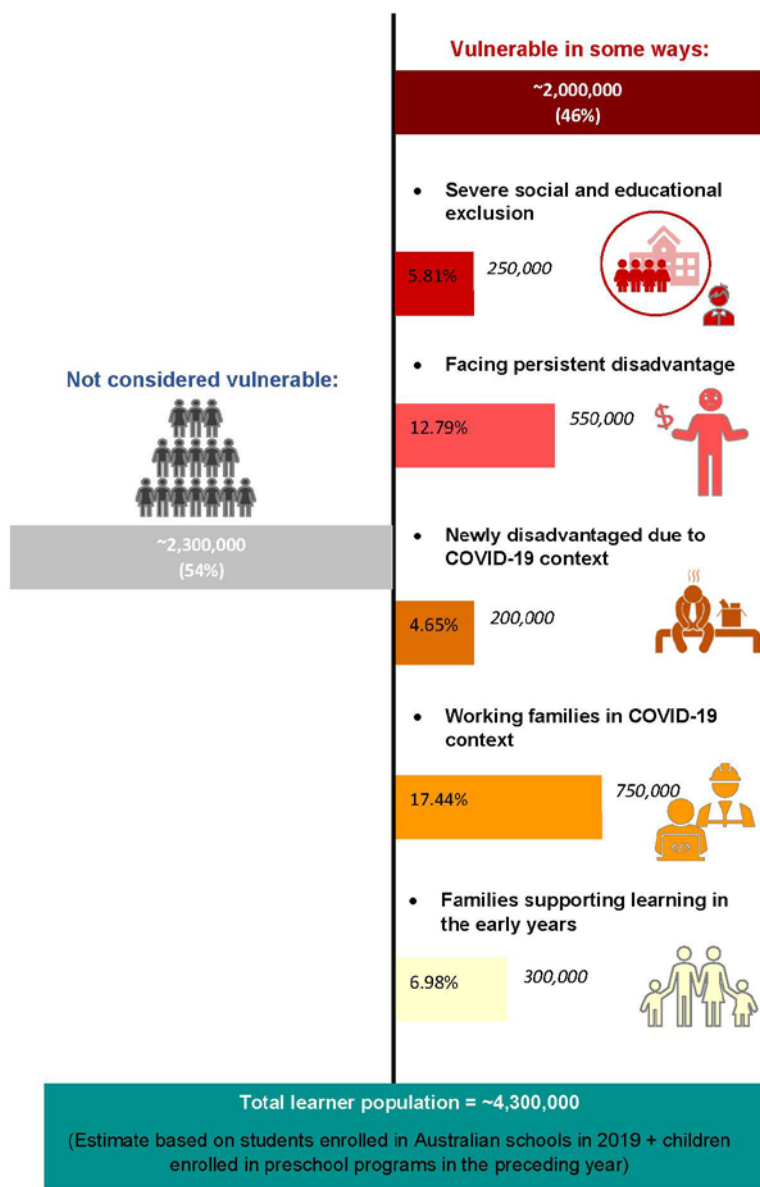 Vulnerable in some ways:
~2,000,000
(46%)
• Severe social and educational
exclusion
5.81%
250,000
Not considered vulnerable:
~2,300,000
(54%)
• Facing persistent disadvantage
12.79%
550,000
$
• Newly disadvantaged due to
COVID-19 context
4.65%
200,000
• Working families in COVID-19
context
17.44%
750,000
</>
• Families supporting learning in
the early years
6.98%
300,000
Total learner population = ~4,300,000
(Estimate based on students enrolled in Australian schools in 2019 + children
enrolled in preschool programs in the preceding year)